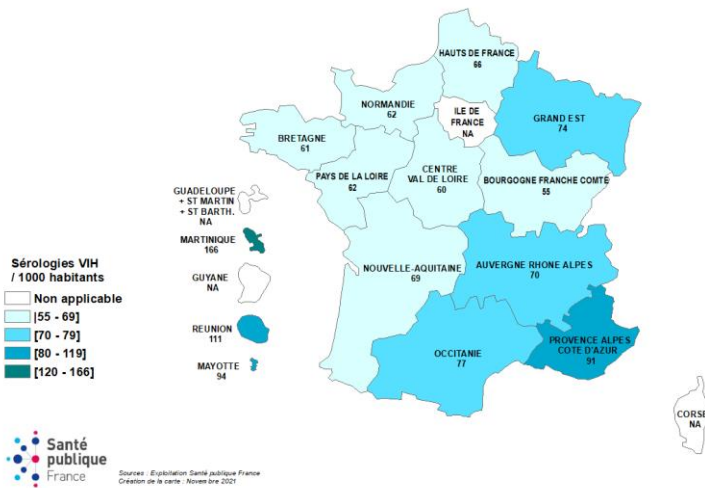 HAUTS DE FRANCE
66
NORMANDIE
62
ILE DE
FRANCE
NA
GRAND EST
74
BRETAGNE
61
PAYS DE LA LOIRE
62
CENTRE
VAL DE LOIRE
60
BOURGOGNE FRANCHE COMTÉ
55
GUADELOUPE
+ ST MARTIN
+ ST BARTH.
NA
MARTINIQUE
166
GUYANE
NA
REUNION
111
MAYOTTE
94
NOUVELLE-AQUITAINE
69
AUVERGNE RHONE ALPES
70
OCCITANIE
77
PROVENCE ALPES
COTE D'AZUR
91
CORSE
NA
Sérologies VIH
/ 1000 habitants
Non applicable
[55 - 69]
[70 - 79]
[80 - 119]
[120 - 166]
Santé
publique
France
Sources : Exploitation Santé publique France
Création de la carte : Novembre 2021